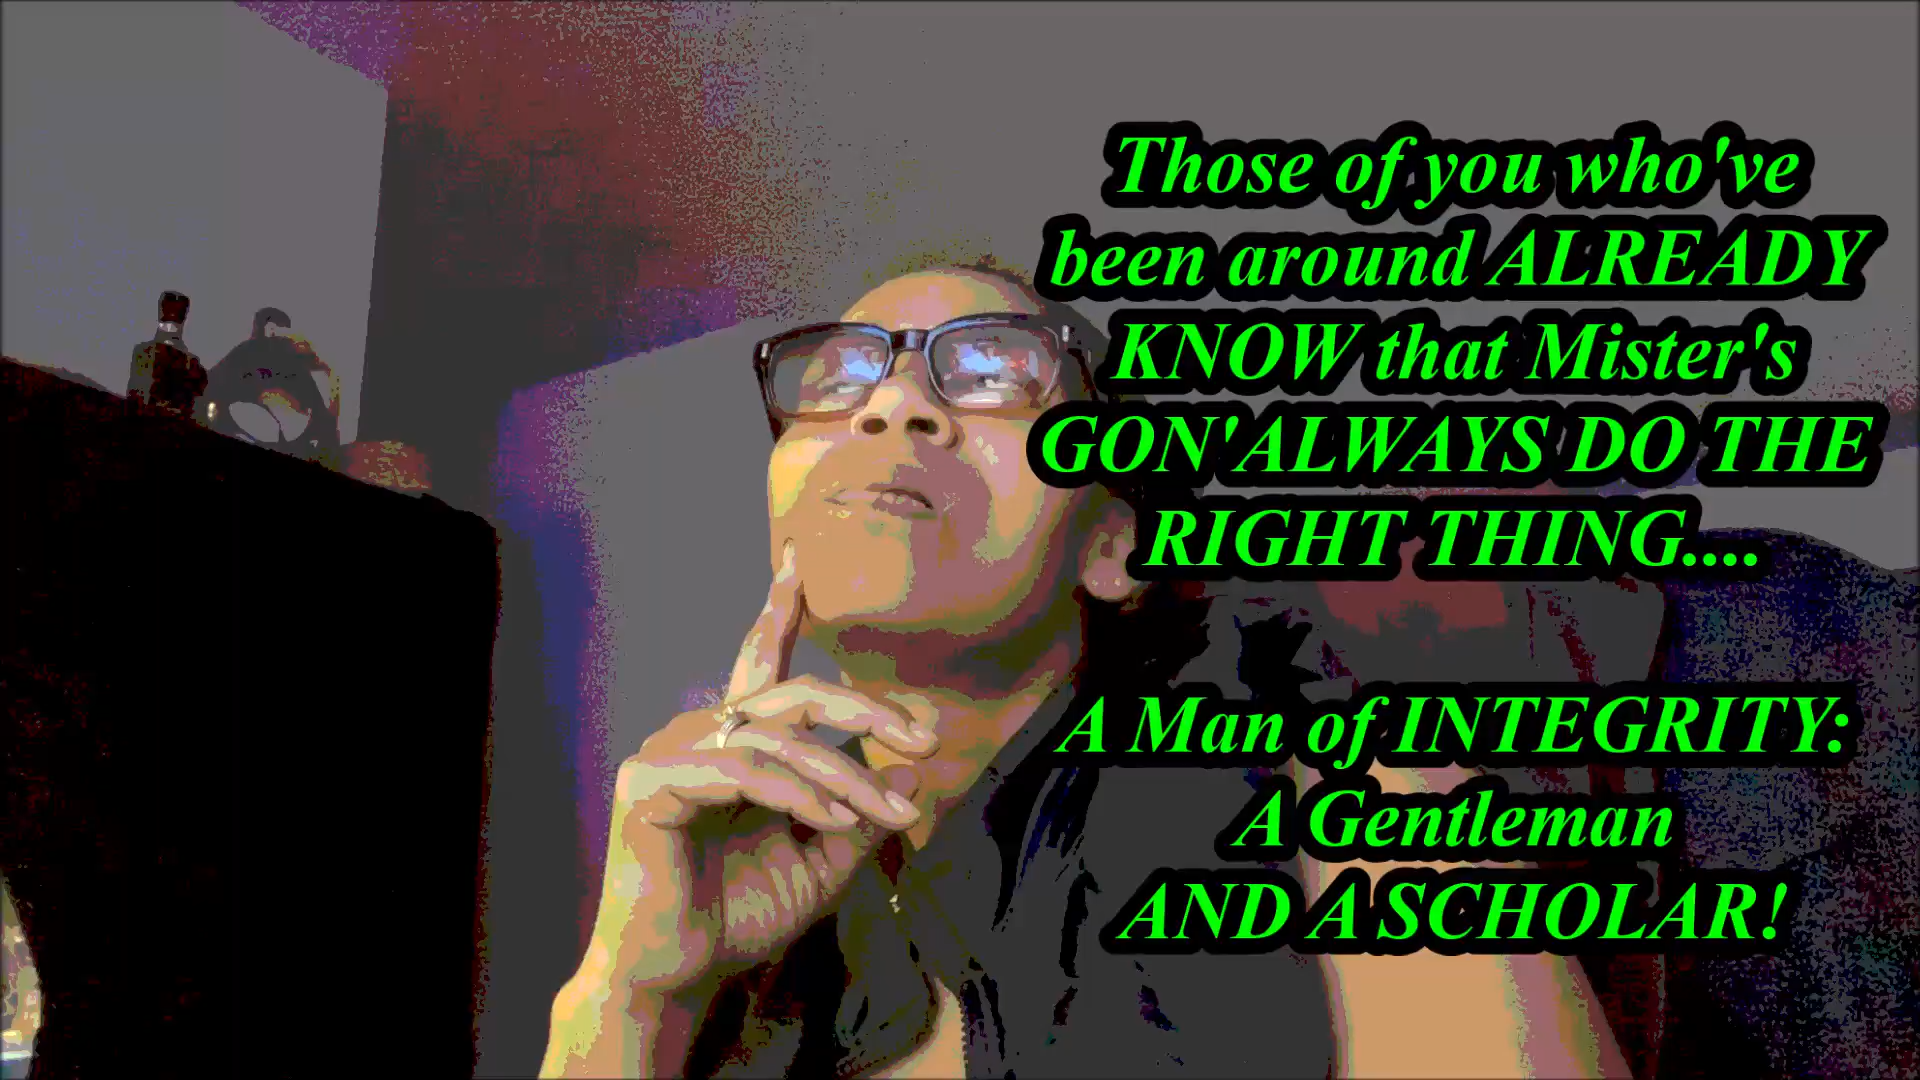 Those of you who've
been around ALREADY
KNOW that Mister's
GON'ALWAYS DO THE
RIGHT THING....
A Man of INTEGRITY:
A Gentleman
AND A SCHOLAR!